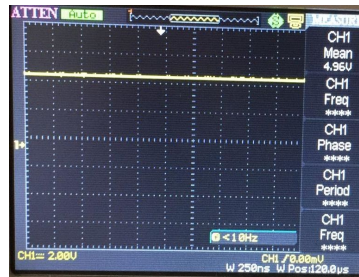 ATTEN Auto
MEASURE
CH1
Mean
4.96V
CH1
Freq
****
CH1
Phase
****
CH1
Period
****
CH1
Freq
****
1
<10Hz
CH1 2.00V
CH1 /0.00mV
W 250ns W Pos:120.0µs